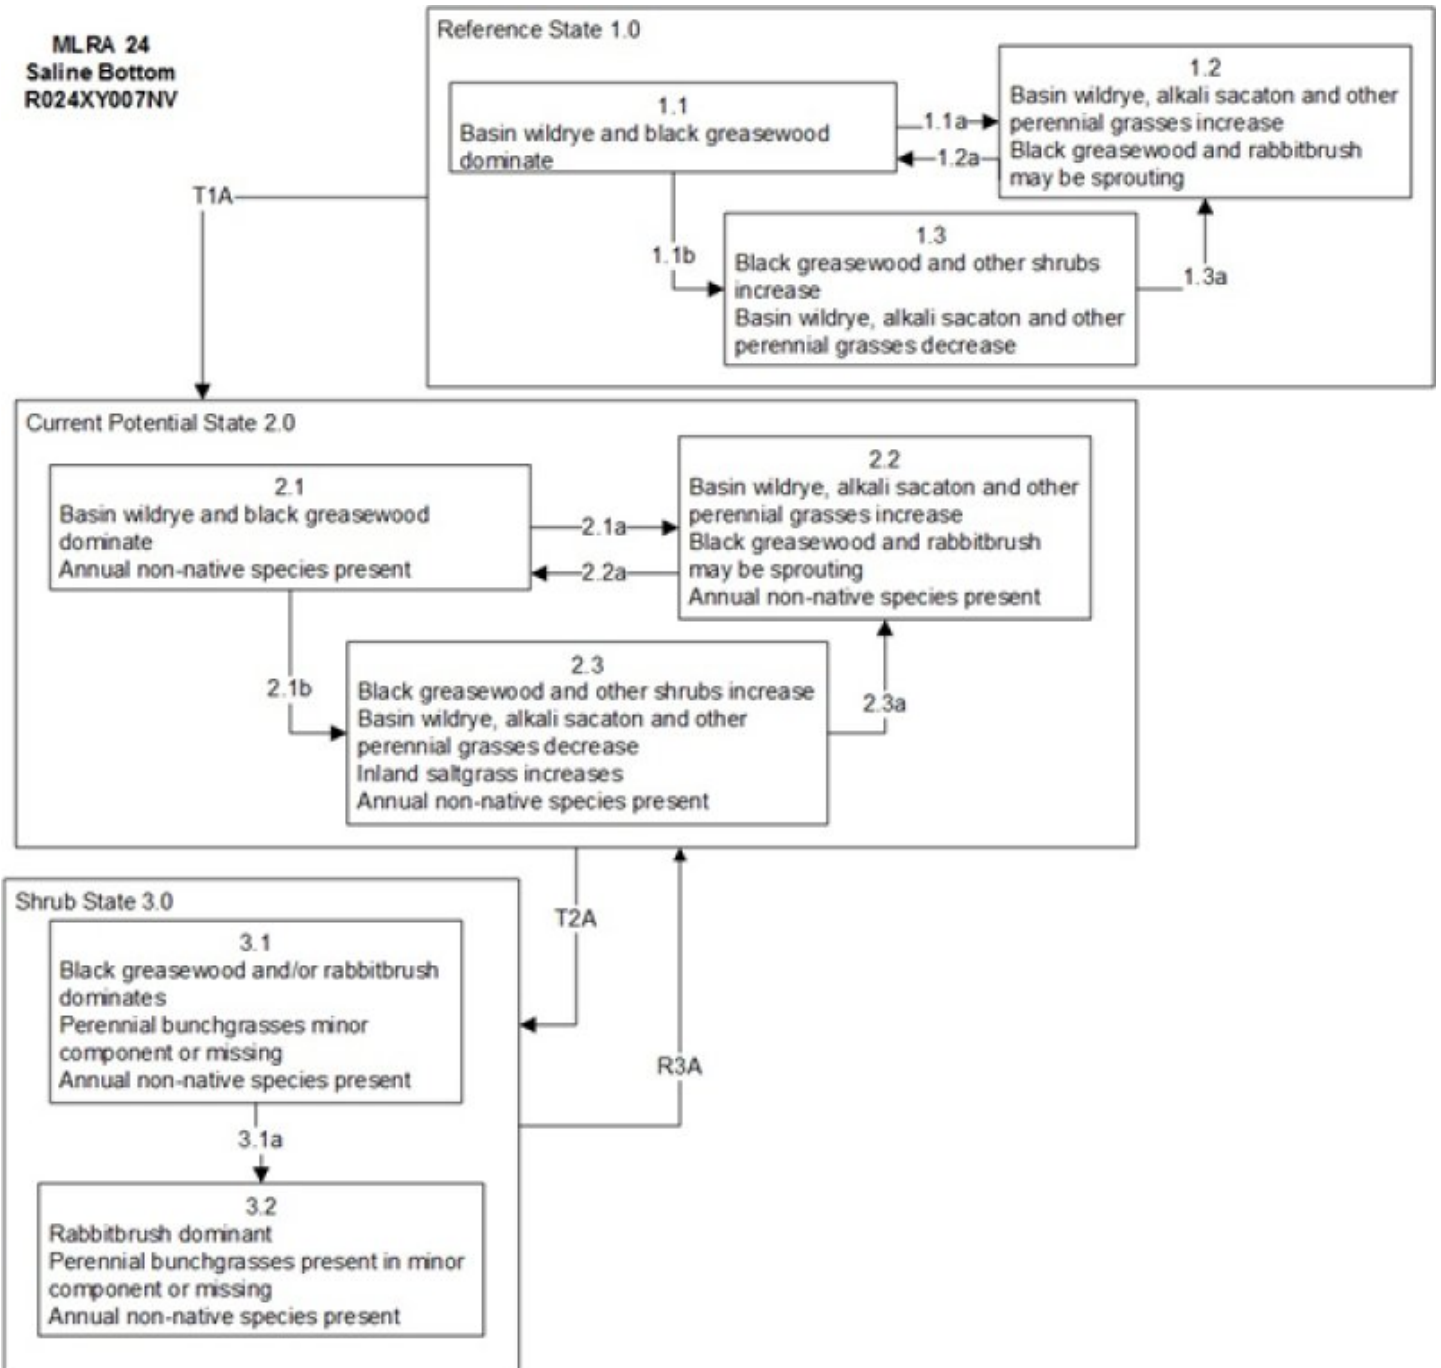 MLRA 24
Saline Bottom
R024XY007NV
Reference State 1.0
1.1
Basin wildrye and black greasewood
dominate
1.1a
1.2a
1.2
Basin wildrye, alkali sacaton and other
perennial grasses increase
Black greasewood and rabbitbrush
may be sprouting
1.1b
1.3
Black greasewood and other shrubs
increase
Basin wildrye, alkali sacaton and other
perennial grasses decrease
1.3a
T1A
Current Potential State 2.0
2.1
Basin wildrye and black greasewood
dominate
Annual non-native species present
2.1a
2.2a
2.2
Basin wildrye, alkali sacaton and other
perennial grasses increase
Black greasewood and rabbitbrush
may be sprouting
Annual non-native species present
2.1b
2.3
Black greasewood and other shrubs increase
Basin wildrye, alkali sacaton and other
perennial grasses decrease
Inland saltgrass increases
Annual non-native species present
2.3a
T2A
R3A
Shrub State 3.0
3.1
Black greasewood and/or rabbitbrush
dominates
Perennial bunchgrasses minor
component or missing
Annual non-native species present
3.1a
3.2
Rabbitbrush dominant
Perennial bunchgrasses present in minor
component or missing
Annual non-native species present